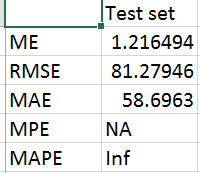 Test set
ME 1.216494
RMSE 81.27946
MAE 58.6963
MPE NA
MAPE Inf